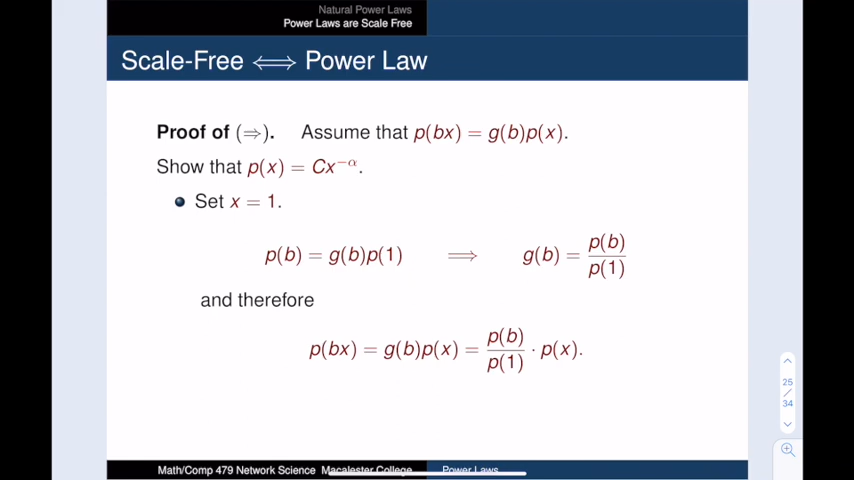 Natural Power Laws
Power Laws are Scale Free
Scale-Free ⟺ Power Law
Proof of (⇒). Assume that p(bx) = g(b)p(x).
Show that p(x) = Cx^{−α}.
• Set x = 1.
p(b) = g(b)p(1) ⟹ g(b) = p(b)/p(1)
and therefore
p(bx) = g(b)p(x) = p(b)/p(1) · p(x).
25
/
34
Math/Comp 479 Network Science Macalester College Power Laws